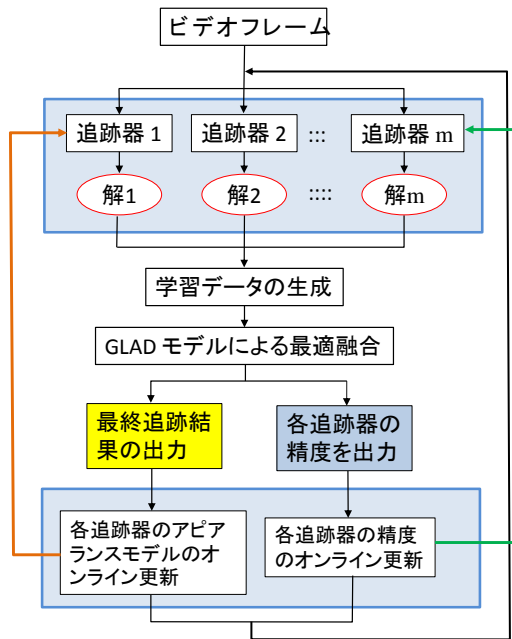 ビデオフレーム
追跡器 1
追跡器 2
:::
追跡器 m
解1
解2
::::
解m
学習データの生成
GLAD モデルによる最適融合
最終追跡結
果の出力
各追跡器の
精度を出力
各追跡器のアピア
ランスモデルのオ
ンライン更新
各追跡器の精度
のオンライン更新